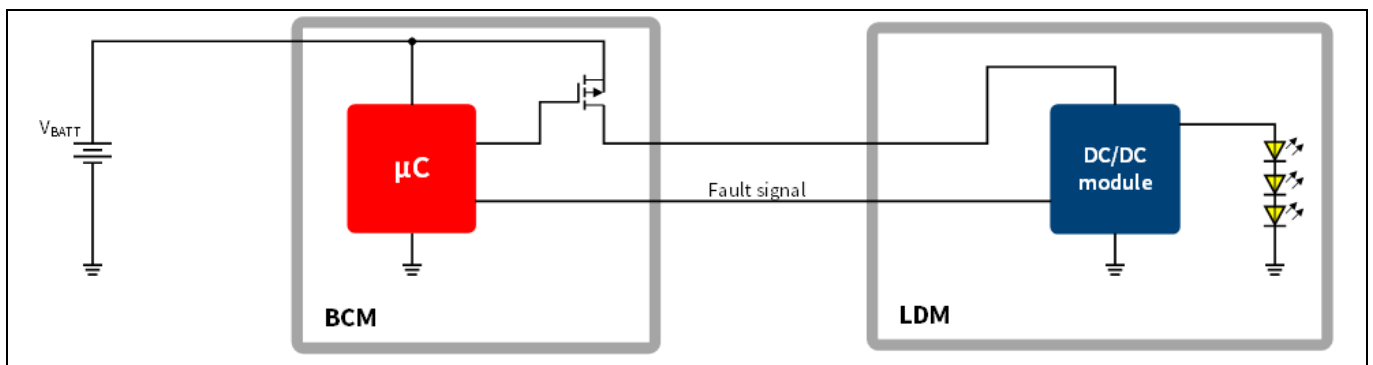 VBATT
µC
Fault signal
DC/DC
module
BCM
LDM